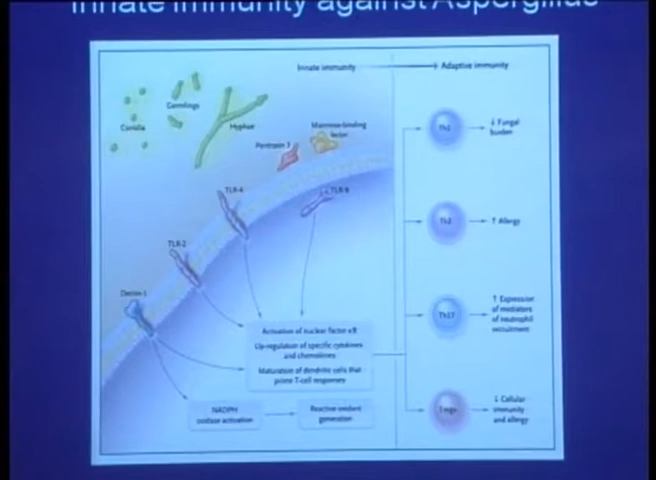 Innate Immunity against Aspergillus
Innate immunity
Adaptive immunity
Germlings
Conidia
Hyphae
Pentraxin 3
Mannose-binding
lectin
TLR-4
TLR-9
TLR-2
Dectin-1
Activation of nuclear factor κB
Up-regulation of specific cytokines
and chemokines
Maturation of dendritic cells that
prime T-cell responses
NADPH
oxidase activation
Reactive oxidant
generation
Th1
↓ Fungal
burden
Th2
↑ Allergy
Th17
↑ Expression
of mediators
of neutrophil
recruitment
Tregs
↓ Cellular
immunity
and allergy